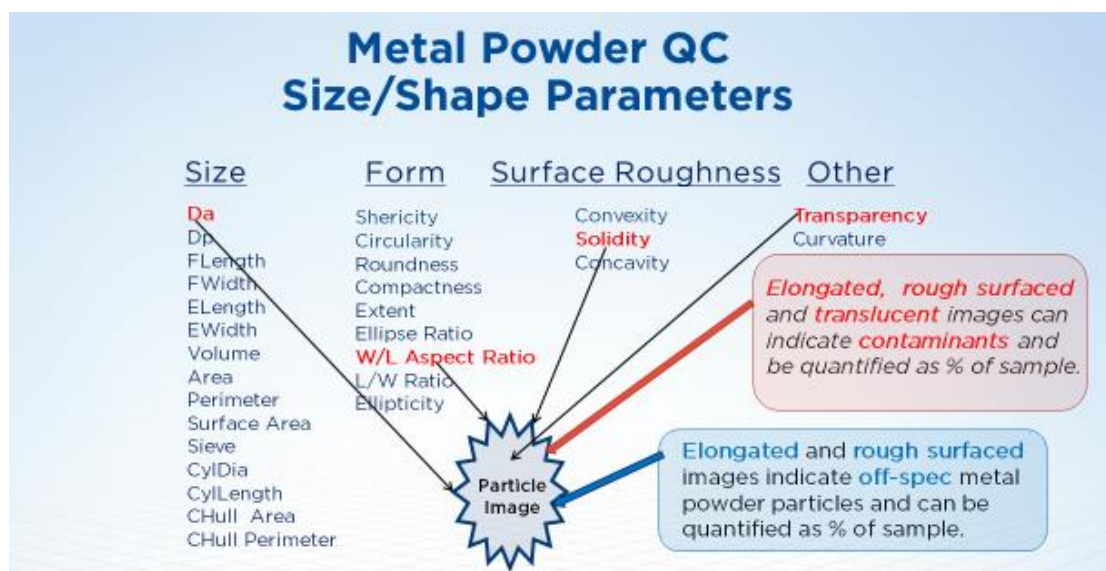 Metal Powder QC
Size/Shape Parameters
Size
Da
Dp
FLength
FWidth
ELength
EWidth
Volume
Area
Perimeter
Surface Area
Sieve
CylDia
CylLength
CHull Area
CHull Perimeter
Form
Shericity
Circularity
Roundness
Compactness
Extent
Ellipse Ratio
W/L Aspect Ratio
L/W Ratio
Ellipticity
Surface Roughness
Convexity
Solidity
Concavity
Other
Transparency
Curvature
Elongated, rough surfaced
and translucent images can
indicate contaminants and
be quantified as % of sample.
Elongated and rough surfaced
images indicate off-spec metal
powder particles and can be
quantified as % of sample.
Particle
Image